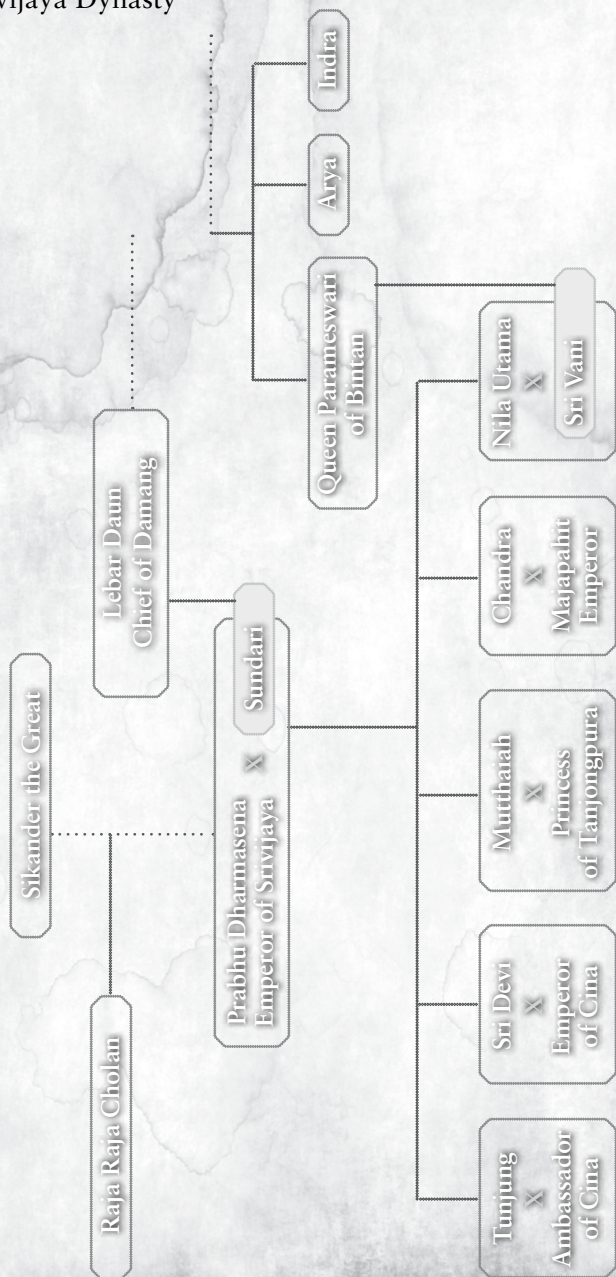 vijaya Dynasty
Sikander the Great
Raja Raja Cholan
Lebar Daun
Chief of Damang
Prabhu Dharmasena
Emperor of Srivijaya
X
Sundari
Queen Parameswari
of Bintan
Arya
Indra
Tunjung
X
Ambassador
of Cina
Sri Devi
X
Emperor
of Cina
Murthaiah
X
Princess
of Tanjongpura
Chandra
X
Majapahit
Emperor
Nila Utama
X
Sri Vani